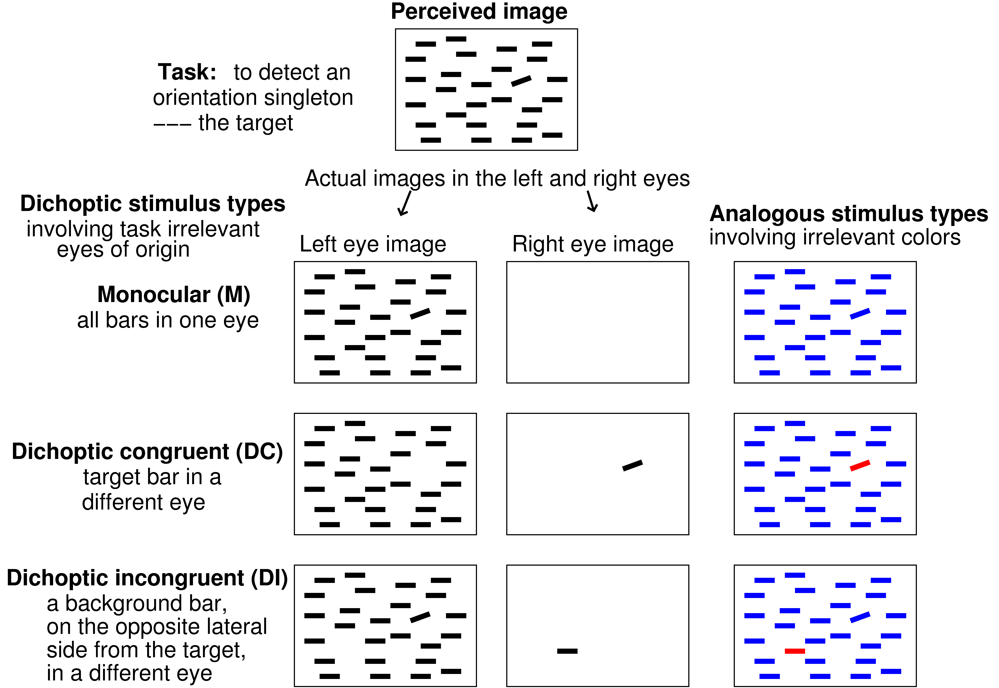 Perceived image
Task: to detect an
orientation singleton
−−− the target
Actual images in the left and right eyes
Dichoptic stimulus types
involving task irrelevant
eyes of origin
Left eye image
Right eye image
Analogous stimulus types
involving irrelevant colors
Monocular (M)
all bars in one eye
Dichoptic congruent (DC)
target bar in a
different eye
Dichoptic incongruent (DI)
a background bar,
on the opposite lateral
side from the target,
in a different eye